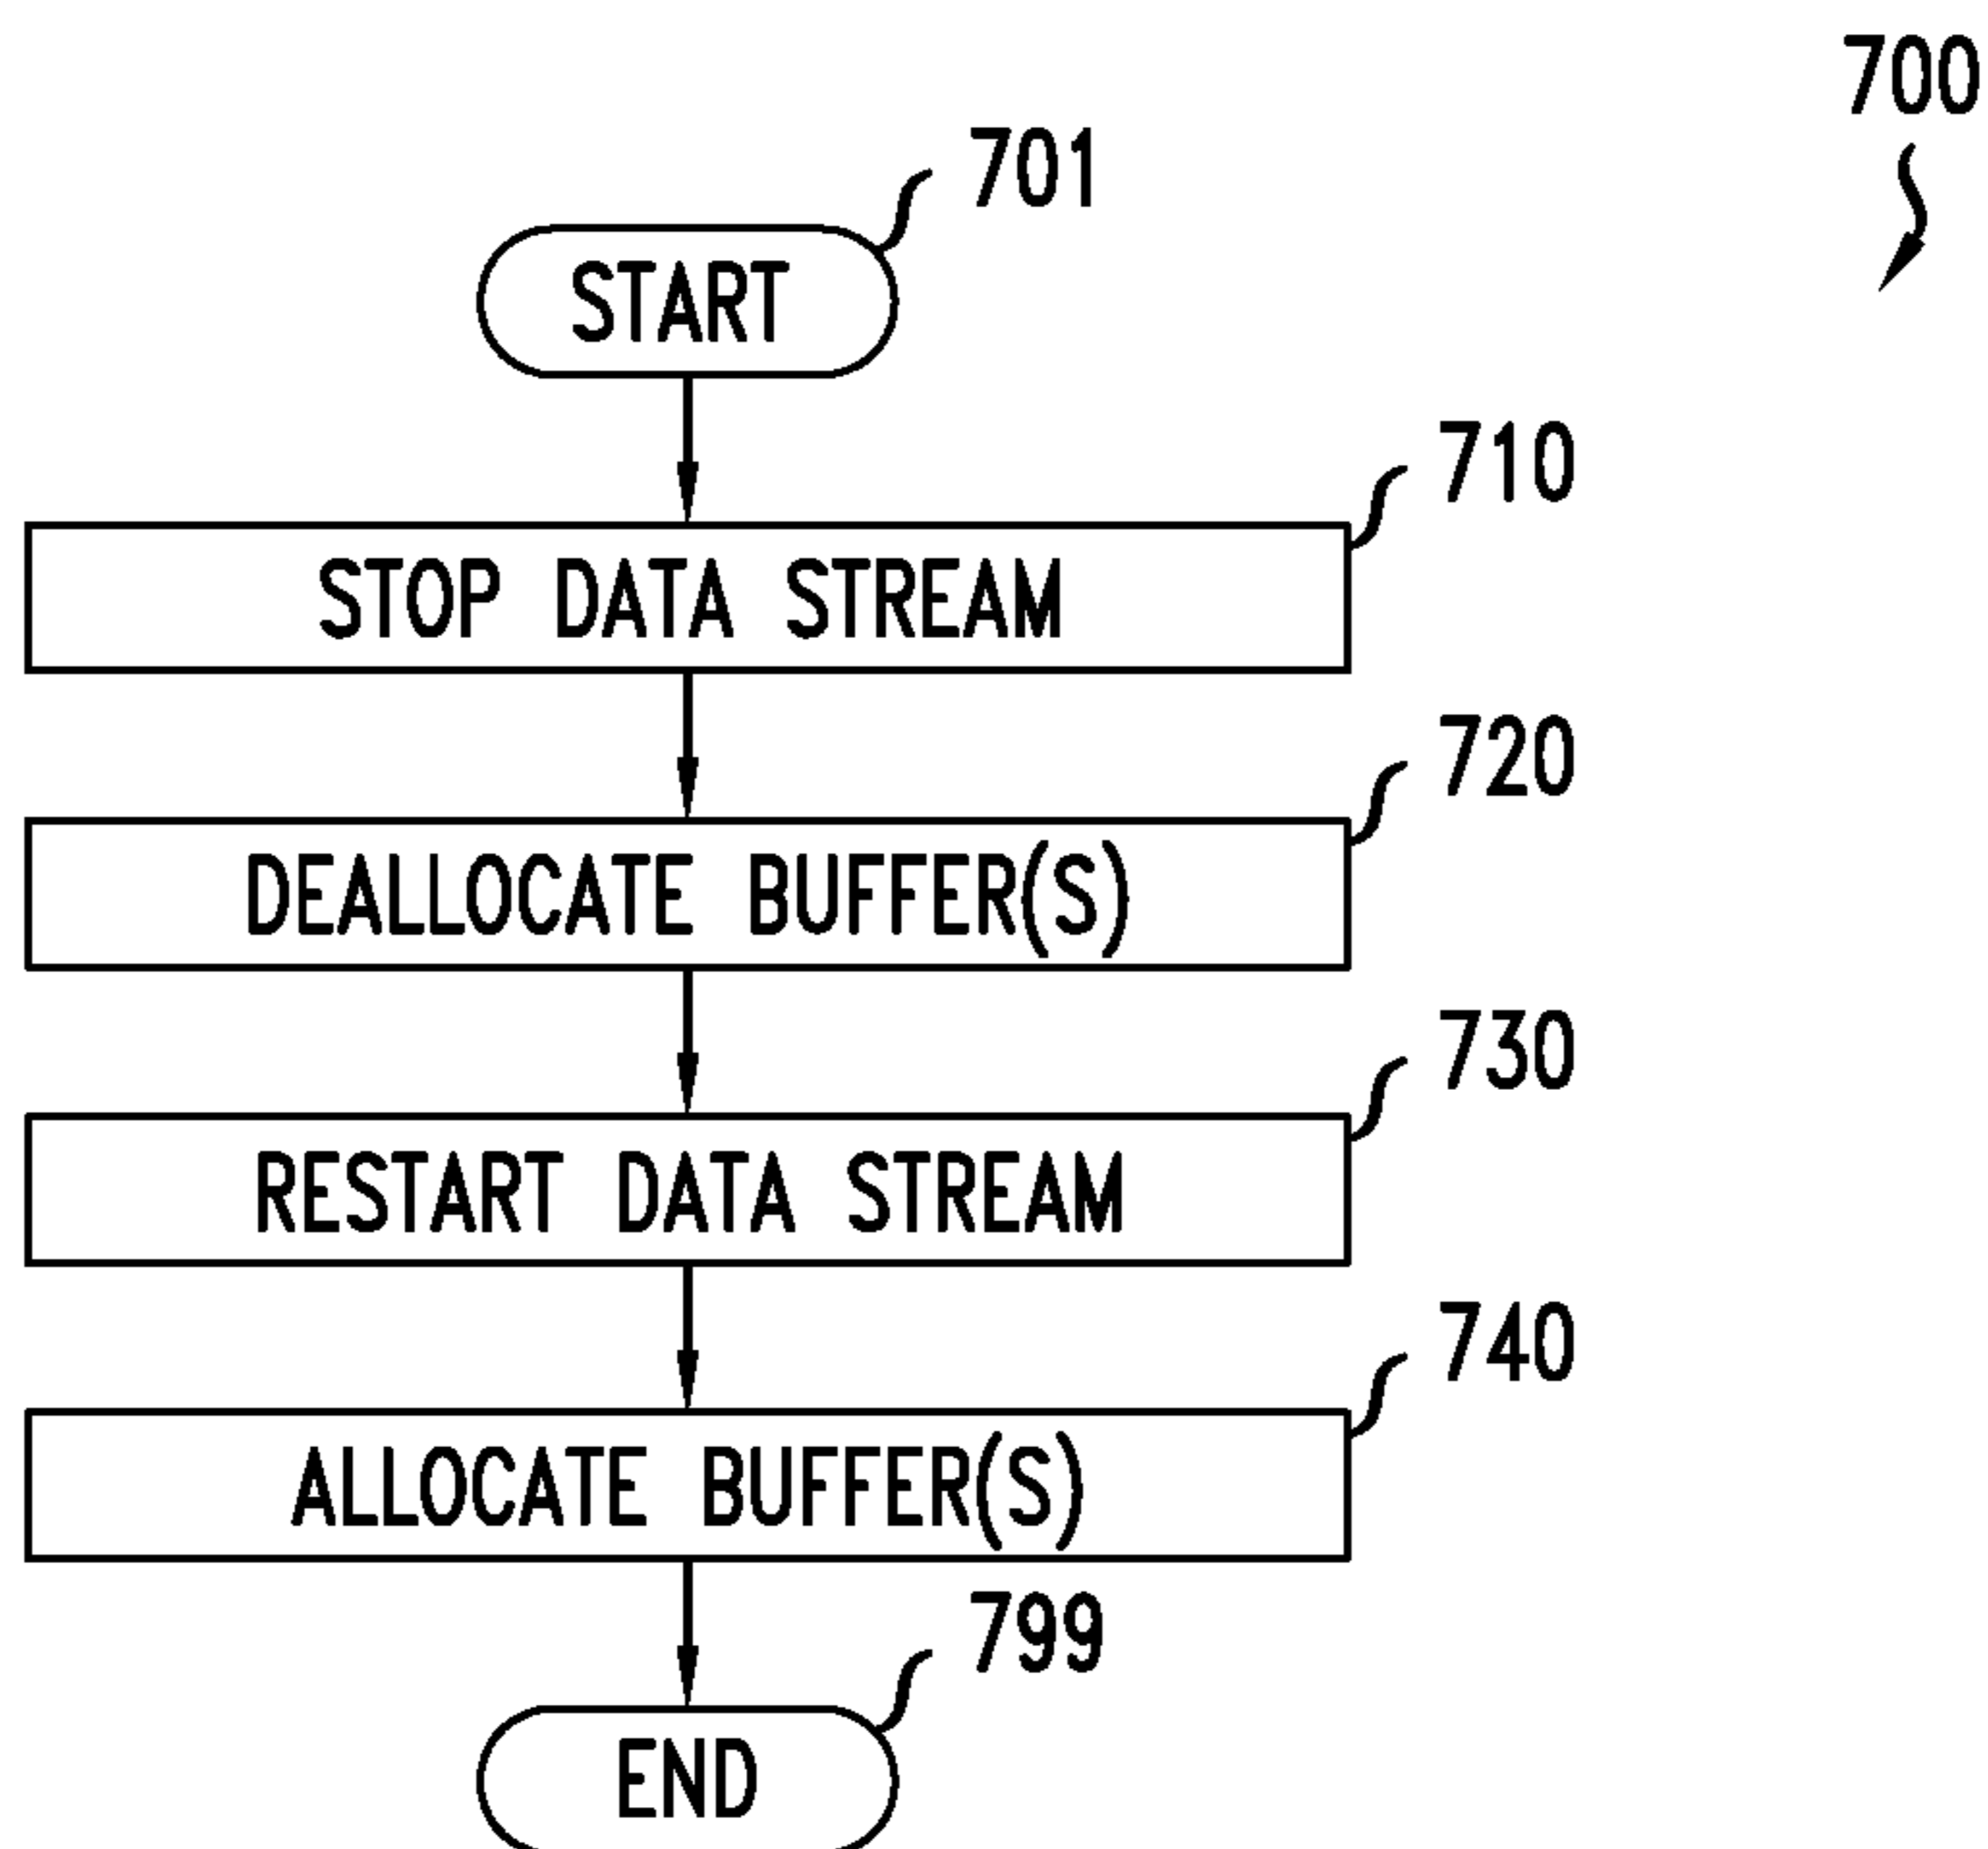 700
701
START
710
STOP DATA STREAM
720
DEALLOCATE BUFFER(S)
730
RESTART DATA STREAM
740
ALLOCATE BUFFER(S)
799
END